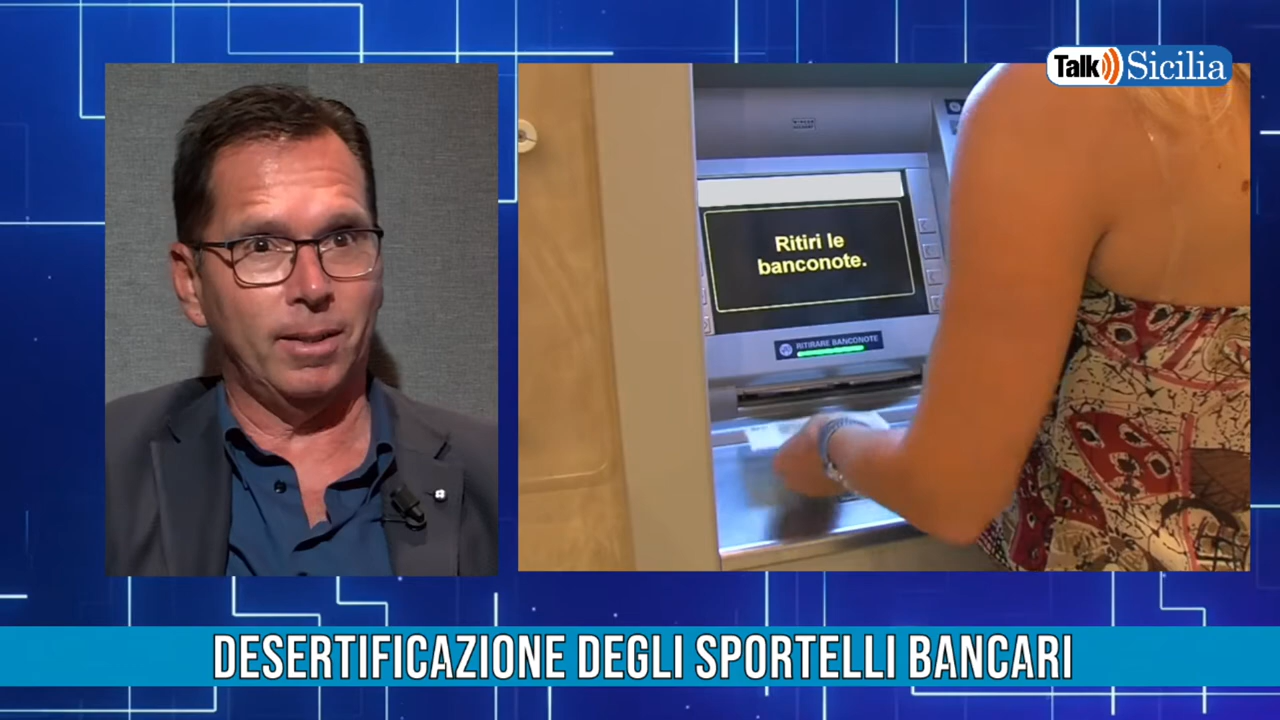 Talk Sicilia
Ritiri le
banconote.
RITIRARE BANCONOTE
DESERTIFICAZIONE DEGLI SPORTELLI BANCARI